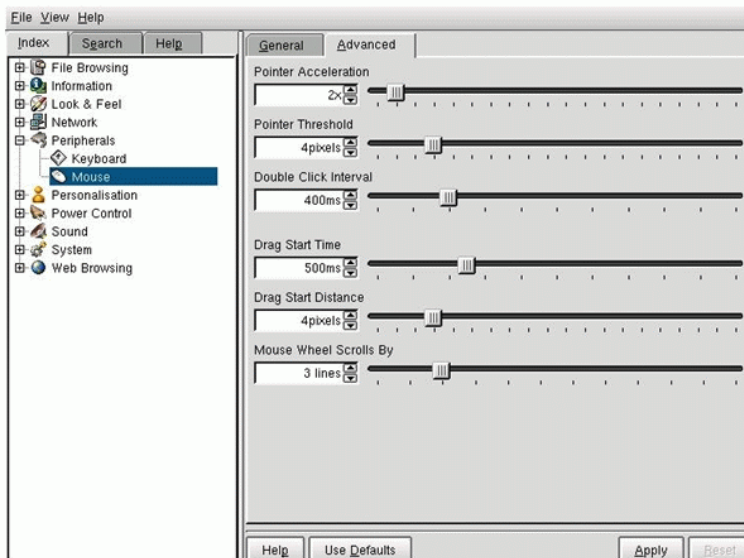 File View Help
Index Search Help
File Browsing
Information
Look & Feel
Network
Peripherals
Keyboard
Mouse
Personalisation
Power Control
Sound
System
Web Browsing
General Advanced
Pointer Acceleration
2x
Pointer Threshold
4pixels
Double Click Interval
400ms
Drag Start Time
500ms
Drag Start Distance
4pixels
Mouse Wheel Scrolls By
3 lines
Help Use Defaults Apply Reset